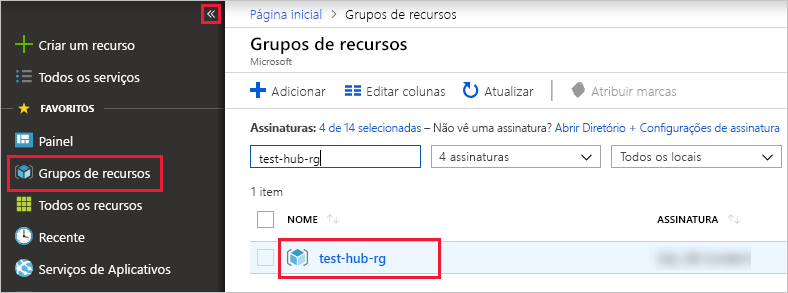 «
Criar um recurso
Todos os serviços
FAVORITOS
Painel
Grupos de recursos
Todos os recursos
Recente
Serviços de Aplicativos
Página inicial > Grupos de recursos
Grupos de recursos
Microsoft
Adicionar Editar colunas Atualizar Atribuir marcas
Assinaturas: 4 de 14 selecionadas – Não vê uma assinatura? Abrir Diretório + Configurações de assinatura
test-hub-rg 4 assinaturas Todos os locais
1 item
NOME ASSINATURA
test-hub-rg